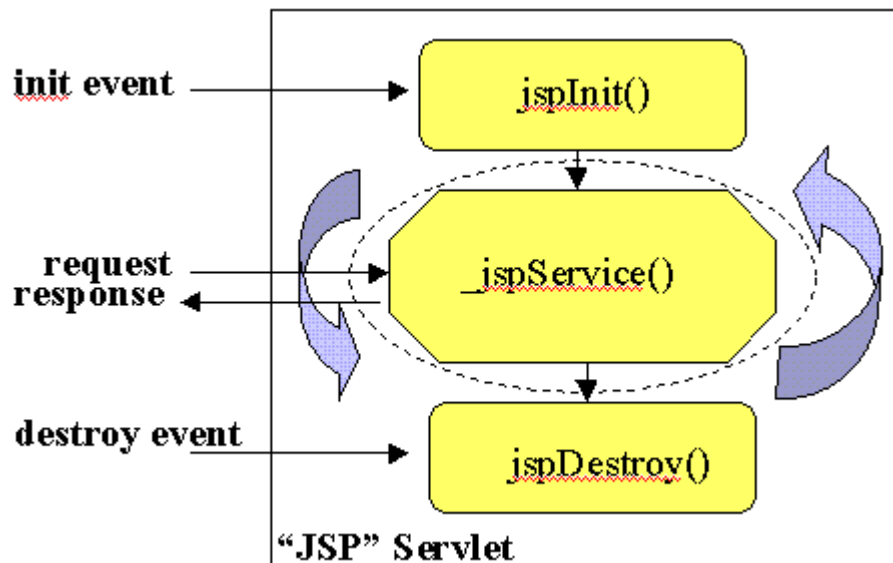 init event
jspInit()
request
response
_jspService()
destroy event
jspDestroy()
“JSP” Servlet